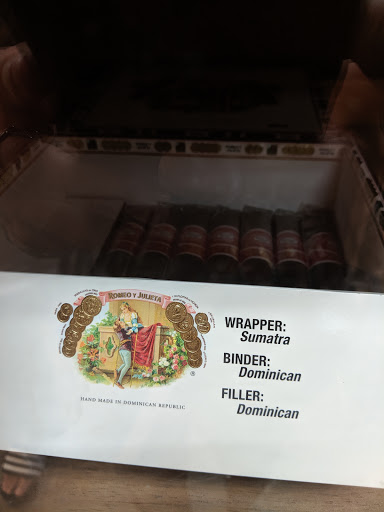 ROMEO Y JULIETA
HAND MADE IN DOMINICAN REPUBLIC
WRAPPER:
Sumatra
BINDER:
Dominican
FILLER:
Dominican